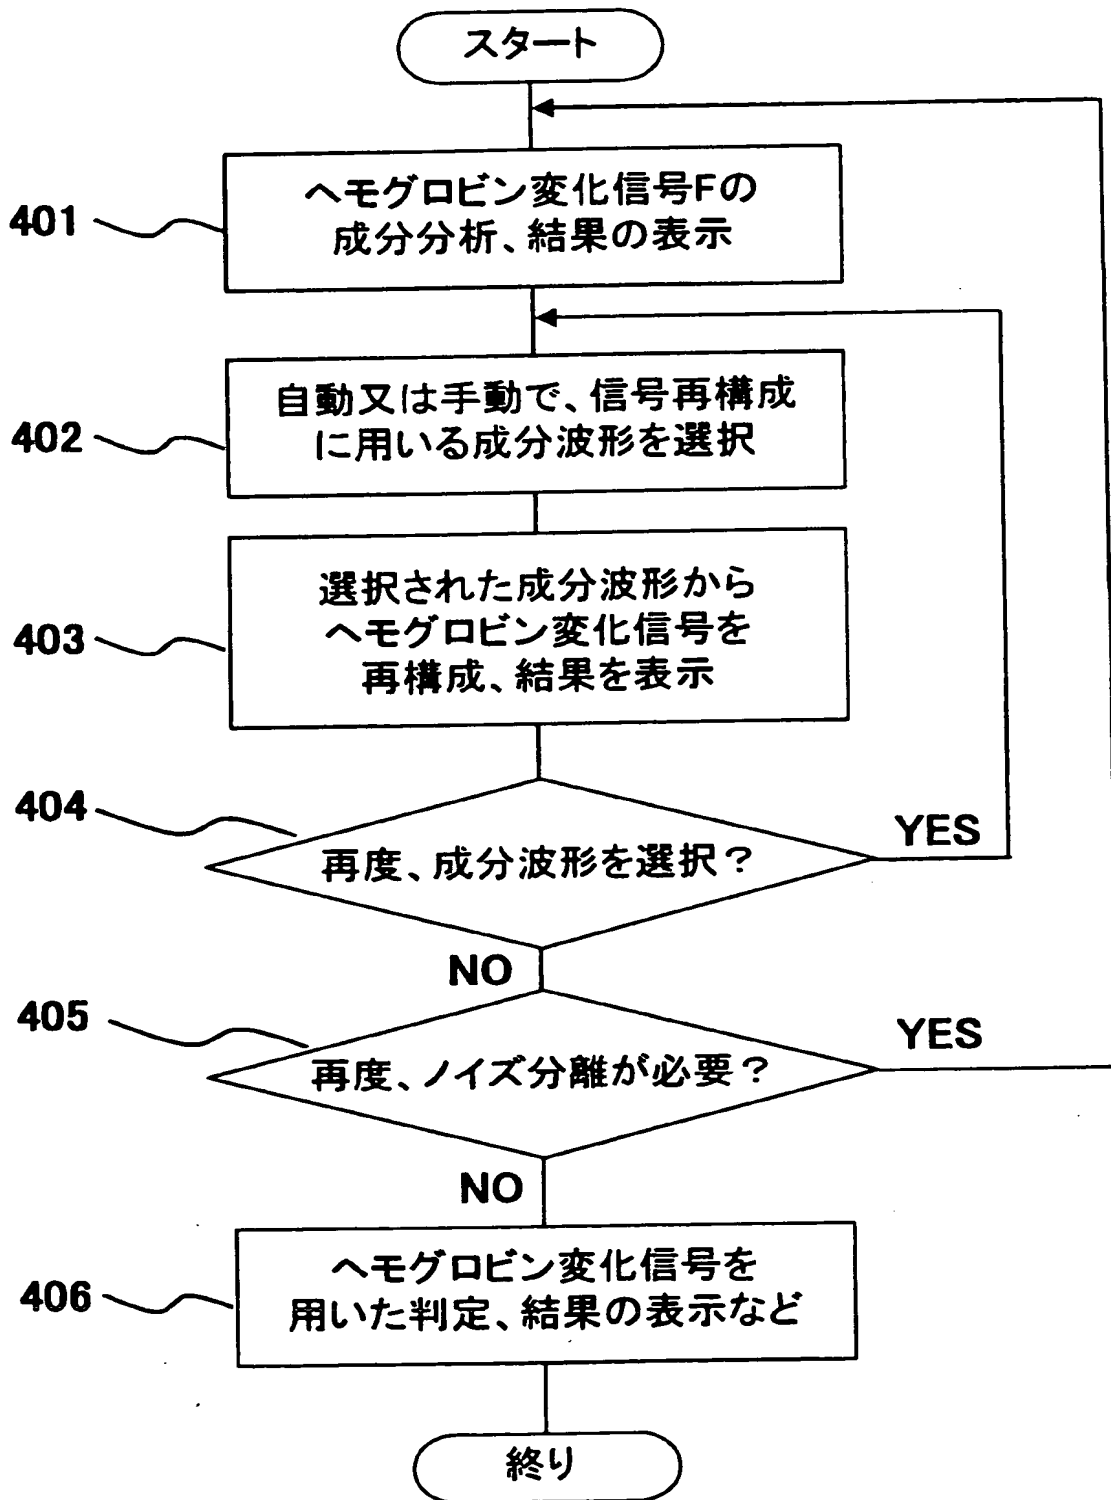 スタート
401
ヘモグロビン変化信号Fの
成分分析、結果の表示
402
自動又は手動で、信号再構成
に用いる成分波形を選択
403
選択された成分波形から
ヘモグロビン変化信号を
再構成、結果を表示
404
再度、成分波形を選択?
YES
NO
405
再度、ノイズ分離が必要?
YES
NO
406
ヘモグロビン変化信号を
用いた判定、結果の表示など
終り